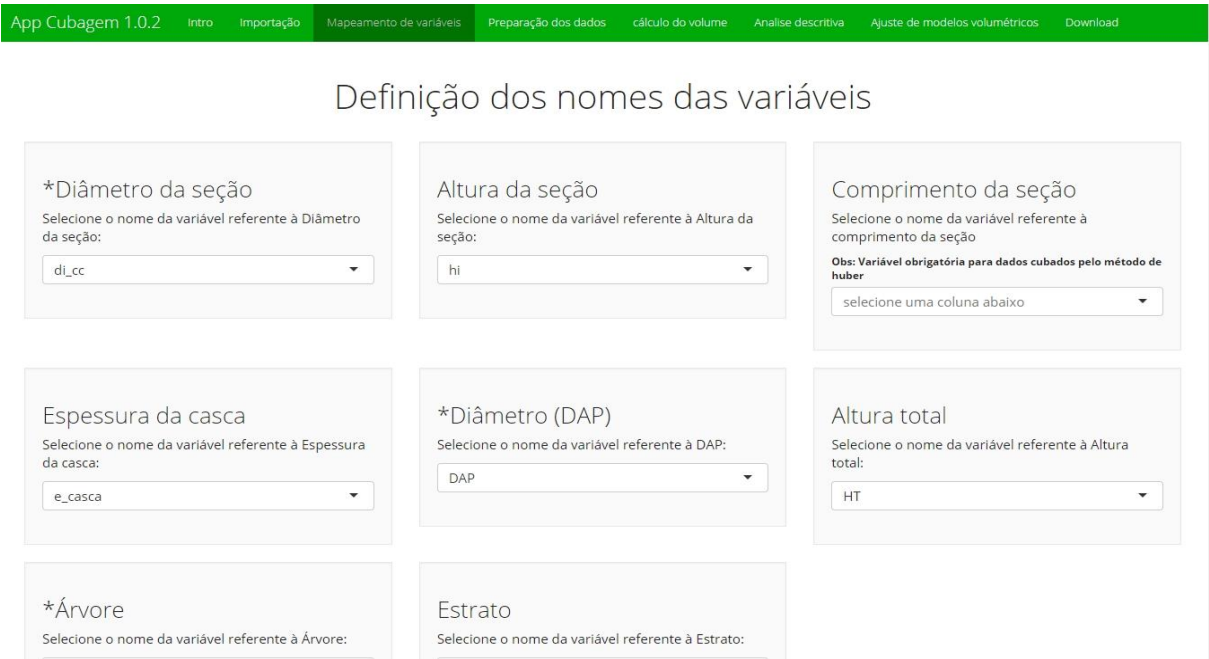 App Cubagem 1.0.2 Intro Importação Mapeamento de variáveis Preparação dos dados cálculo do volume Analise descritiva Ajuste de modelos volumétricos Download
Definição dos nomes das variáveis
*Diâmetro da seção
Selecione o nome da variável referente à Diâmetro
da seção:
di_cc
Altura da seção
Selecione o nome da variável referente à Altura da
seção:
hi
Comprimento da seção
Selecione o nome da variável referente à
comprimento da seção
Obs: Variável obrigatória para dados cubados pelo método de
huber
selecione uma coluna abaixo
Espessura da casca
Selecione o nome da variável referente à Espessura
da casca:
e_casca
*Diâmetro (DAP)
Selecione o nome da variável referente à DAP:
DAP
Altura total
Selecione o nome da variável referente à Altura
total:
HT
*Árvore
Selecione o nome da variável referente à Árvore:
Estrato
Selecione o nome da variável referente à Estrato: